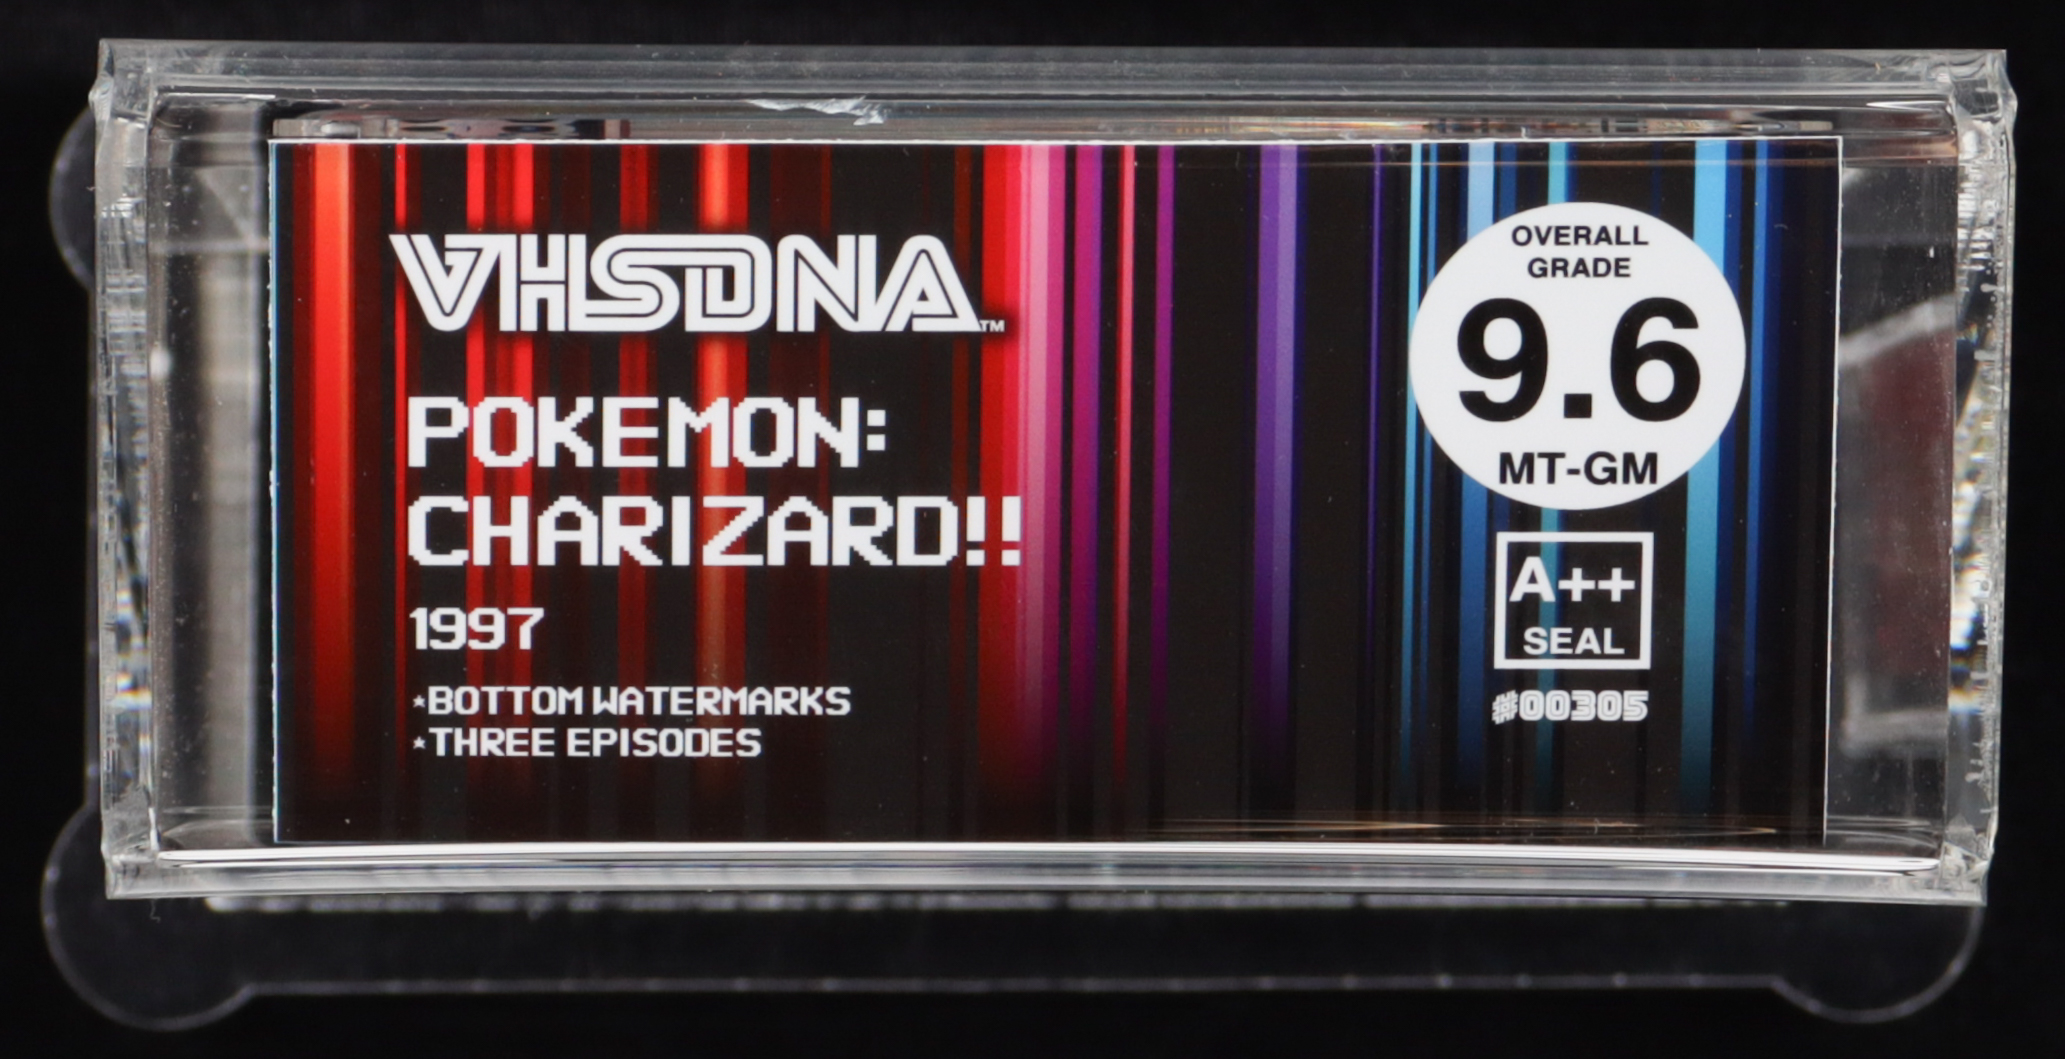 VHSDNA™
POKEMON:
CHARIZARD!!
1997
*BOTTOM WATERMARKS
*THREE EPISODES
OVERALL
GRADE
9.6
MT-GM
A++
SEAL
#00305